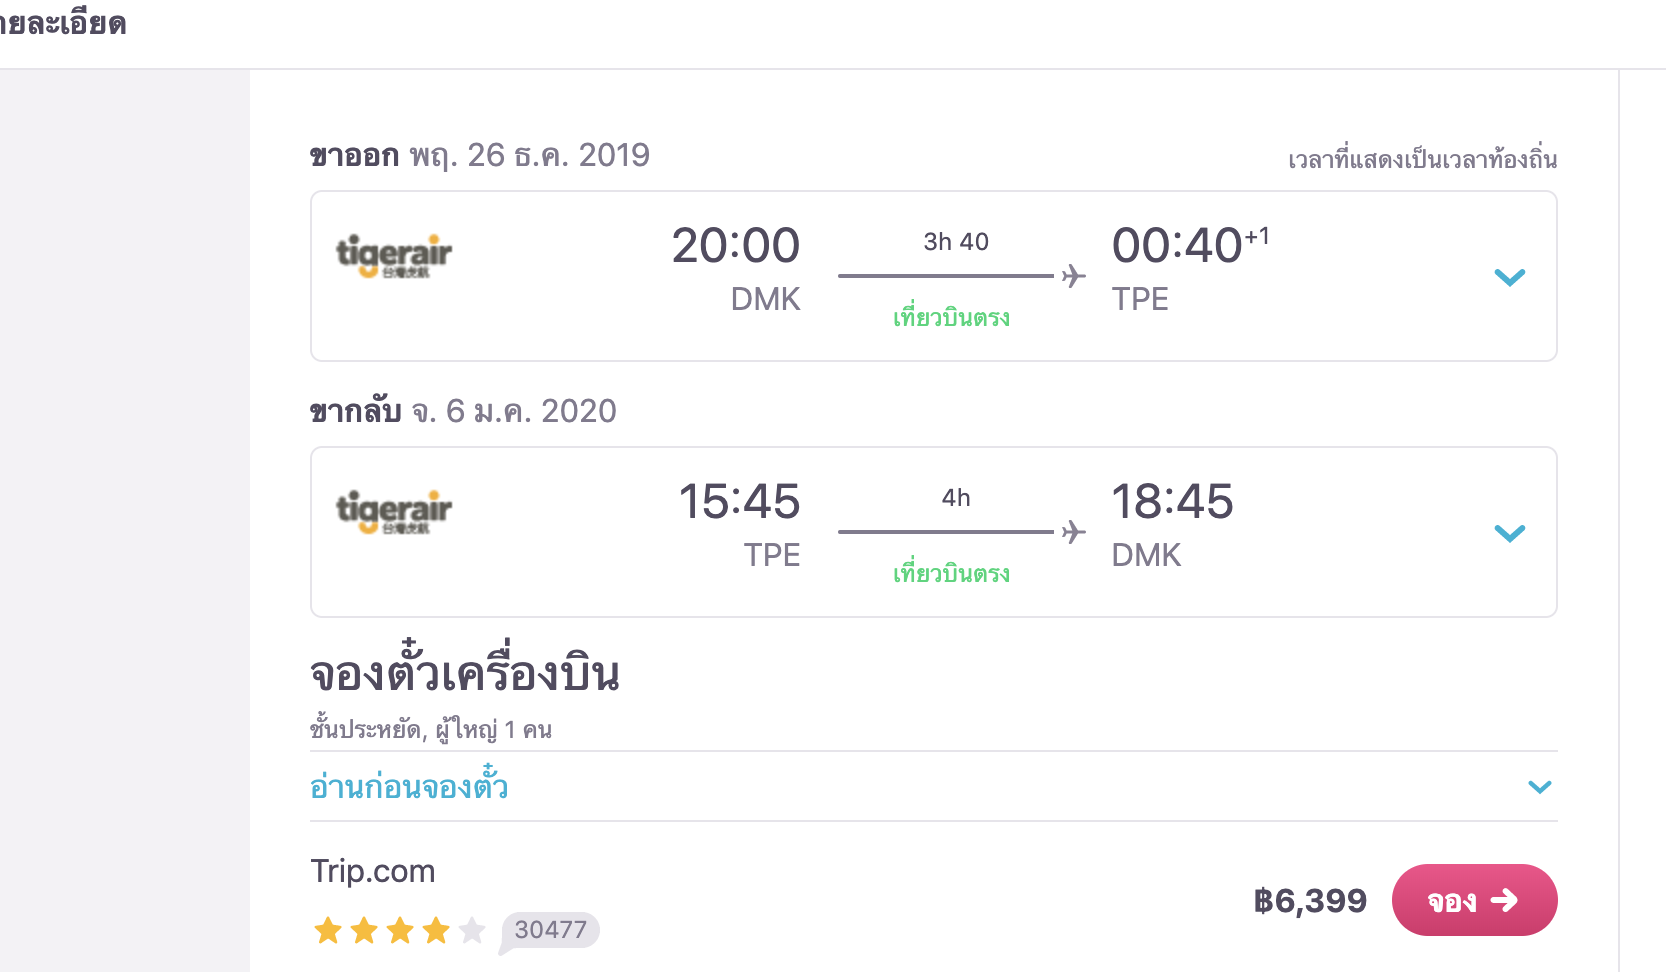 ายละเอียด
ขาออก พฤ. 26 ธ.ค. 2019
เวลาที่แสดงเป็นเวลาท้องถิ่น
tigerair
台灣虎航
20:00
DMK
3h 40
เที่ยวบินตรง
00:40+1
TPE
ขากลับ จ. 6 ม.ค. 2020
tigerair
台灣虎航
15:45
TPE
4h
เที่ยวบินตรง
18:45
DMK
จองตั๋วเครื่องบิน
ชั้นประหยัด, ผู้ใหญ่ 1 คน
อ่านก่อนจองตั๋ว
Trip.com
30477
฿6,399
จอง